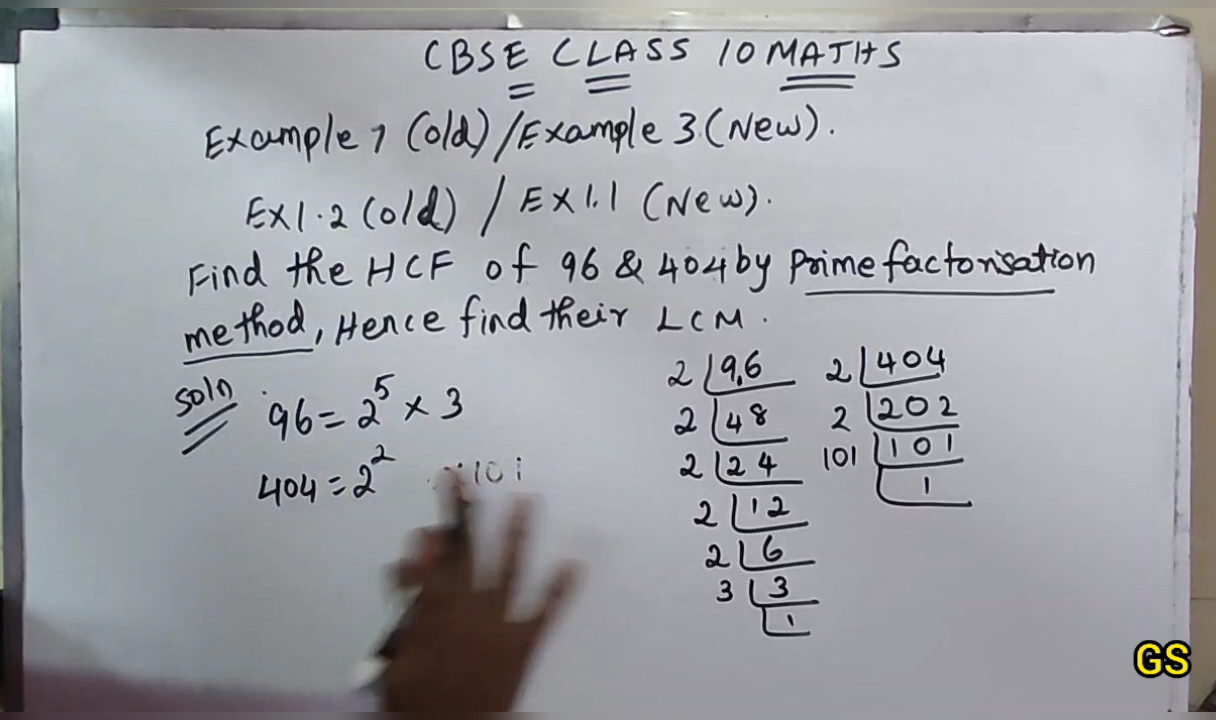 CBSE CLASS 10 MATHS
Example 7 (old) / Example 3 (New).
EX 1.2 (old) / EX 1.1 (New).
Find the HCF of 96 & 404 by Prime factorisation
method, Hence find their LCM.
Soln
96 = 2⁵ × 3
404 = 2² × 101
2 | 96
2 | 48
2 | 24
2 | 12
2 | 6
3 | 3
1
2 | 404
2 | 202
101 | 101
1
GS